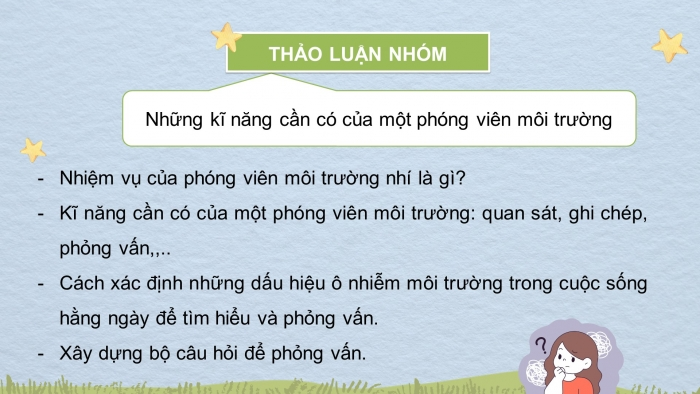 THẢO LUẬN NHÓM
Những kĩ năng cần có của một phóng viên môi trường
- Nhiệm vụ của phóng viên môi trường nhí là gì?
- Kĩ năng cần có của một phóng viên môi trường: quan sát, ghi chép,
phỏng vấn,,..
- Cách xác định những dấu hiệu ô nhiễm môi trường trong cuộc sống
hằng ngày để tìm hiểu và phỏng vấn.
- Xây dựng bộ câu hỏi để phỏng vấn.
?